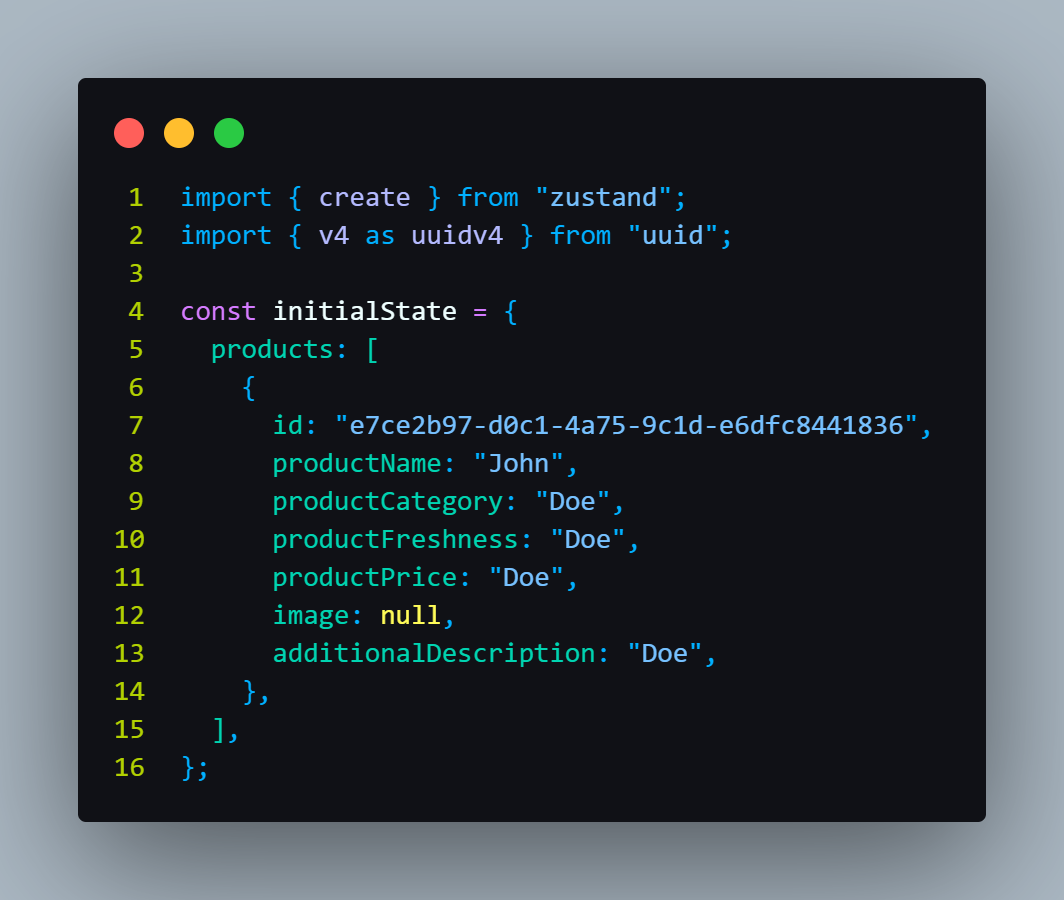 1 import { create } from "zustand";
2 import { v4 as uuidv4 } from "uuid";
3
4 const initialState = {
5   products: [
6     {
7       id: "e7ce2b97-d0c1-4a75-9c1d-e6dfc8441836",
8       productName: "John",
9       productCategory: "Doe",
10       productFreshness: "Doe",
11       productPrice: "Doe",
12       image: null,
13       additionalDescription: "Doe",
14     },
15   ],
16 };